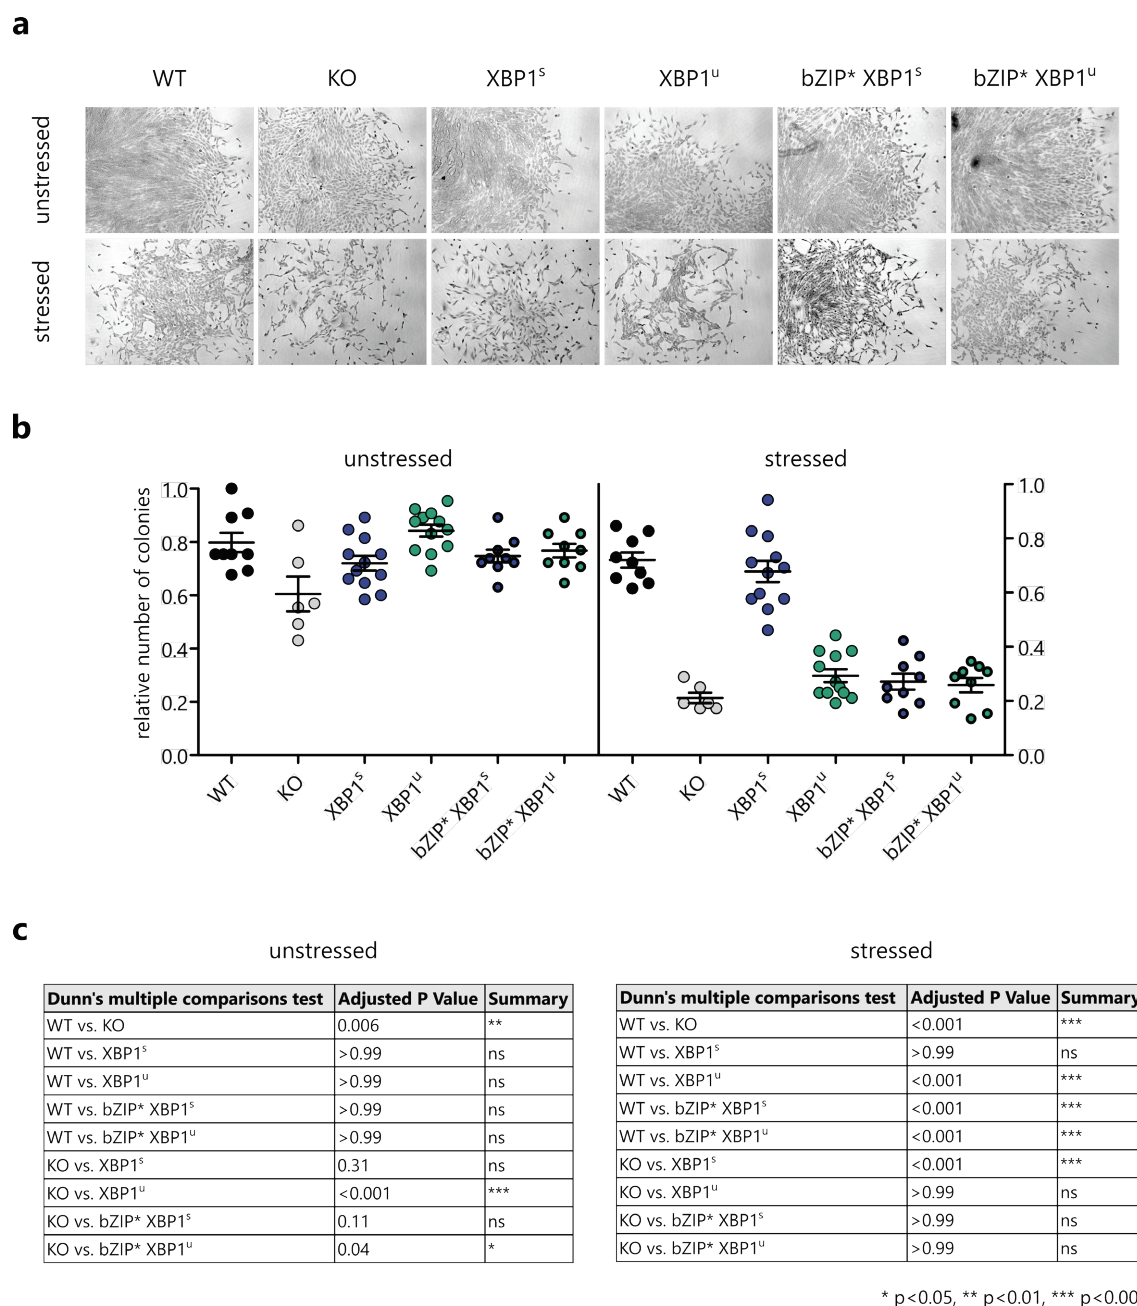 a
WT KO XBP1ˢ XBP1ᵘ bZIP* XBP1ˢ bZIP* XBP1ᵘ
unstressed
stressed
b
unstressed stressed
relative number of colonies
1.0 1.0
0.8 0.8
0.6 0.6
0.4 0.4
0.2 0.2
0.0 0.0
WT KO XBP1ˢ XBP1ᵘ bZIP* XBP1ˢ bZIP* XBP1ᵘ WT KO XBP1ˢ XBP1ᵘ bZIP* XBP1ˢ bZIP* XBP1ᵘ
c
unstressed
Dunn's multiple comparisons test Adjusted P Value Summary
WT vs. KO 0.006 **
WT vs. XBP1ˢ >0.99 ns
WT vs. XBP1ᵘ >0.99 ns
WT vs. bZIP* XBP1ˢ >0.99 ns
WT vs. bZIP* XBP1ᵘ >0.99 ns
KO vs. XBP1ˢ 0.31 ns
KO vs. XBP1ᵘ <0.001 ***
KO vs. bZIP* XBP1ˢ 0.11 ns
KO vs. bZIP* XBP1ᵘ 0.04 *
stressed
Dunn's multiple comparisons test Adjusted P Value Summary
WT vs. KO <0.001 ***
WT vs. XBP1ˢ >0.99 ns
WT vs. XBP1ᵘ <0.001 ***
WT vs. bZIP* XBP1ˢ <0.001 ***
WT vs. bZIP* XBP1ᵘ <0.001 ***
KO vs. XBP1ˢ <0.001 ***
KO vs. XBP1ᵘ >0.99 ns
KO vs. bZIP* XBP1ˢ >0.99 ns
KO vs. bZIP* XBP1ᵘ >0.99 ns
* p<0.05, ** p<0.01, *** p<0.00